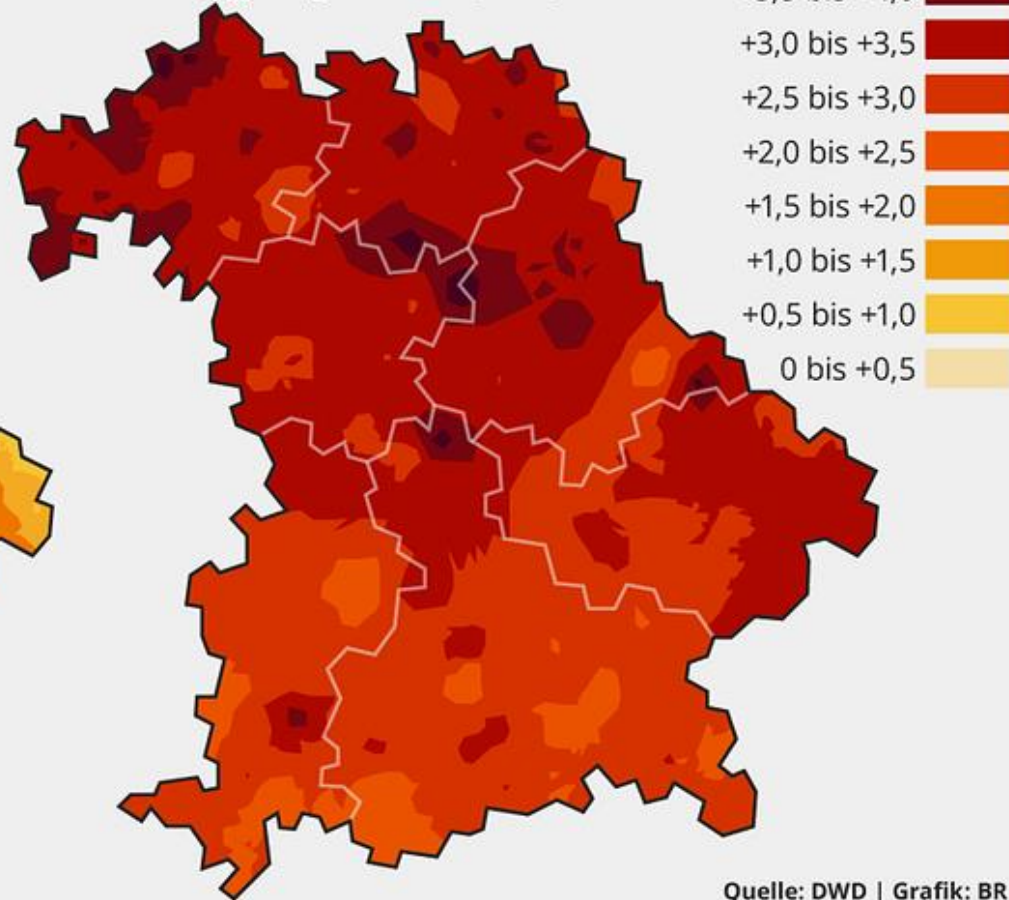 +3,0 bis +3,5
+2,5 bis +3,0
+2,0 bis +2,5
+1,5 bis +2,0
+1,0 bis +1,5
+0,5 bis +1,0
0 bis +0,5
Quelle: DWD | Grafik: BR